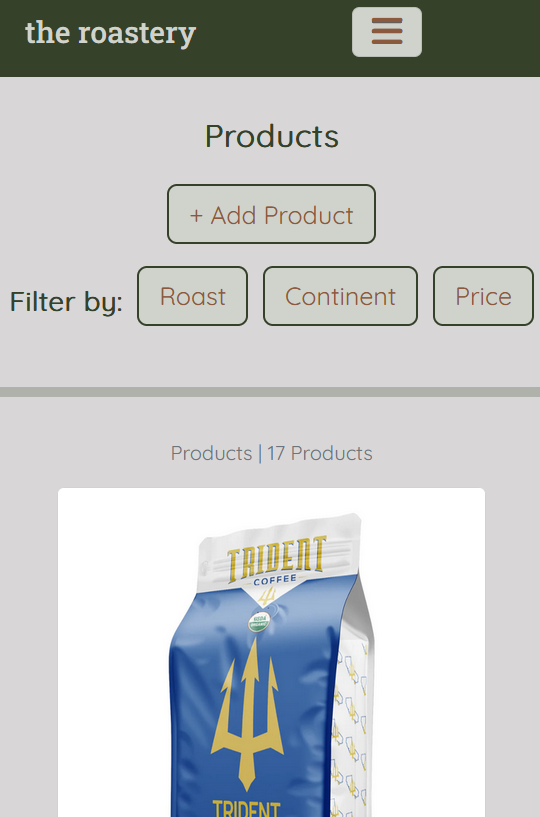 the roastery
Products
+ Add Product
Filter by: Roast Continent Price
Products | 17 Products
TRIDENT
COFFEE
USDA
ORGANIC
TRIDENT